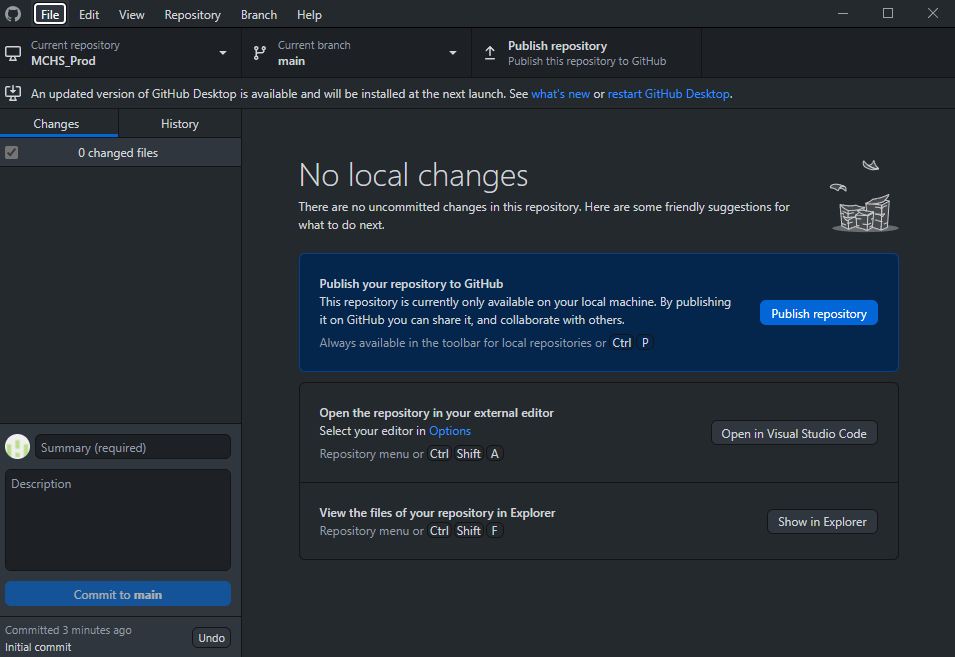 File Edit View Repository Branch Help
Current repository
MCHS_Prod
Current branch
main
Publish repository
Publish this repository to GitHub
An updated version of GitHub Desktop is available and will be installed at the next launch. See what's new or restart GitHub Desktop.
Changes
History
0 changed files
No local changes
There are no uncommitted changes in this repository. Here are some friendly suggestions for
what to do next.
Publish your repository to GitHub
This repository is currently only available on your local machine. By publishing
it on GitHub you can share it, and collaborate with others.
Always available in the toolbar for local repositories or Ctrl P
Publish repository
Open the repository in your external editor
Select your editor in Options
Repository menu or Ctrl Shift A
Open in Visual Studio Code
View the files of your repository in Explorer
Repository menu or Ctrl Shift F
Show in Explorer
Summary (required)
Description
Commit to main
Committed 3 minutes ago
Initial commit
Undo